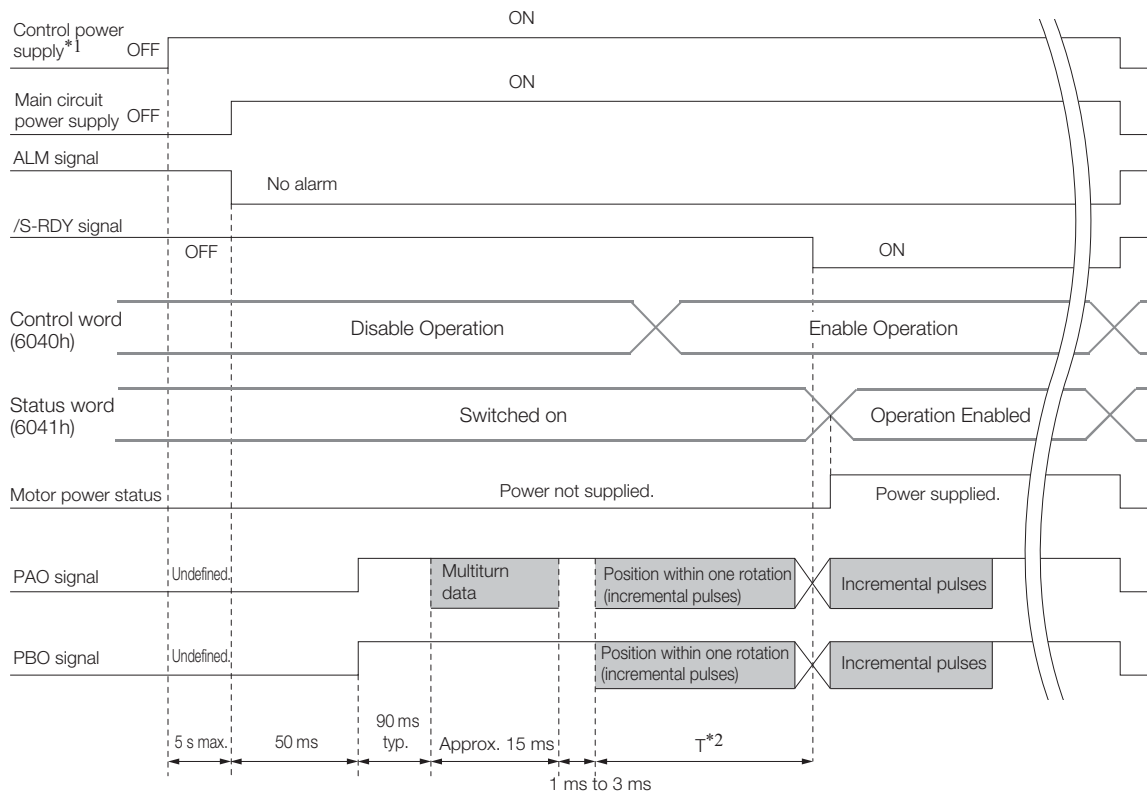 ON
Control power
supply*1 OFF
ON
Main circuit
power supply OFF
ALM signal
No alarm
/S-RDY signal
OFF
ON
Control word
(6040h)
Disable Operation
Enable Operation
Status word
(6041h)
Switched on
Operation Enabled
Motor power status
Power not supplied.
Power supplied.
PAO signal
Undefined.
Multiturn
data
Position within one rotation
(incremental pulses)
Incremental pulses
PBO signal
Undefined.
Position within one rotation
(incremental pulses)
Incremental pulses
5 s max.
50 ms
90 ms
typ.
Approx. 15 ms
T*2
1 ms to 3 ms